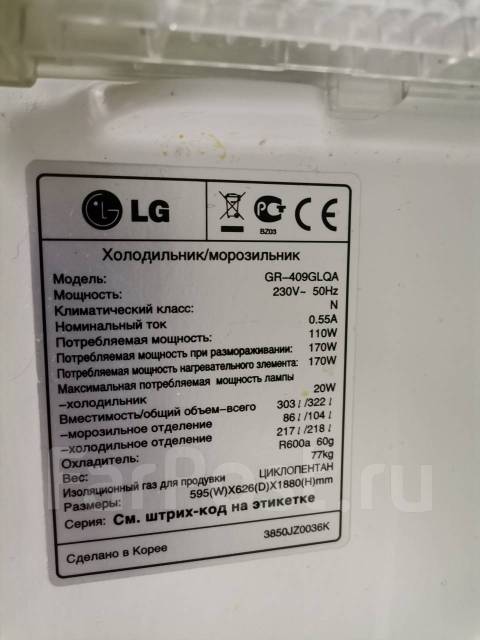 LG
BZ03
Холодильник/морозильник
Модель: GR-409GLQA
Мощность: 230V~ 50Hz
Климатический класс: N
Номинальный ток 0.55A
Потребляемая мощность: 110W
Потребляемая мощность при размораживании: 170W
Потребляемая мощность нагревательного элемента: 170W
Максимальная потребляемая мощность лампы
-холодильник 20W
Вместимость/общий объем-всего 303 l /322 l
-морозильное отделение 86 l /104 l
-холодильное отделение 217 l /218 l
Охладитель: R600a 60g
Вес: 77kg
Изоляционный газ для продувки ЦИКЛОПЕНТАН
Размеры: 595(W)X626(D)X1880(H)mm
Серия: См. штрих-код на этикетке
Сделано в Корее 3850JZ0036K